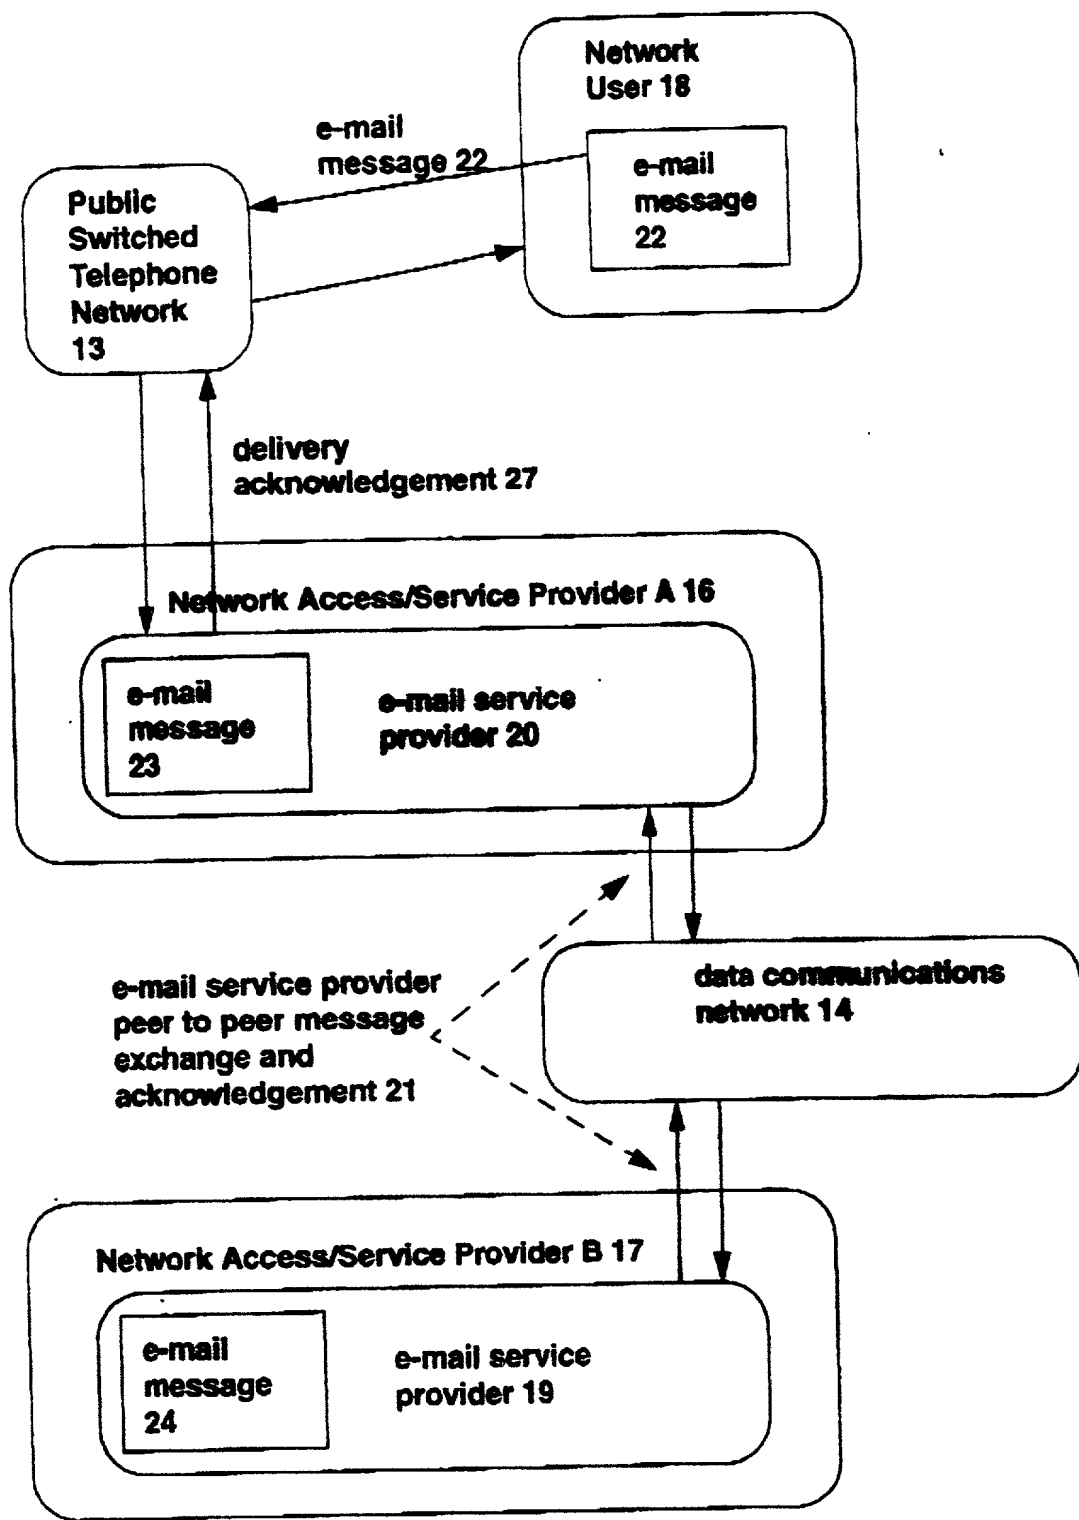 Network
User 18
e-mail
message 22
e-mail
message
22
Public
Switched
Telephone
Network
13
delivery
acknowledgement 27
Network Access/Service Provider A 16
e-mail
message
23
e-mail service
provider 20
data communications
network 14
e-mail service provider
peer to peer message
exchange and
acknowledgement 21
Network Access/Service Provider B 17
e-mail
message
24
e-mail service
provider 19